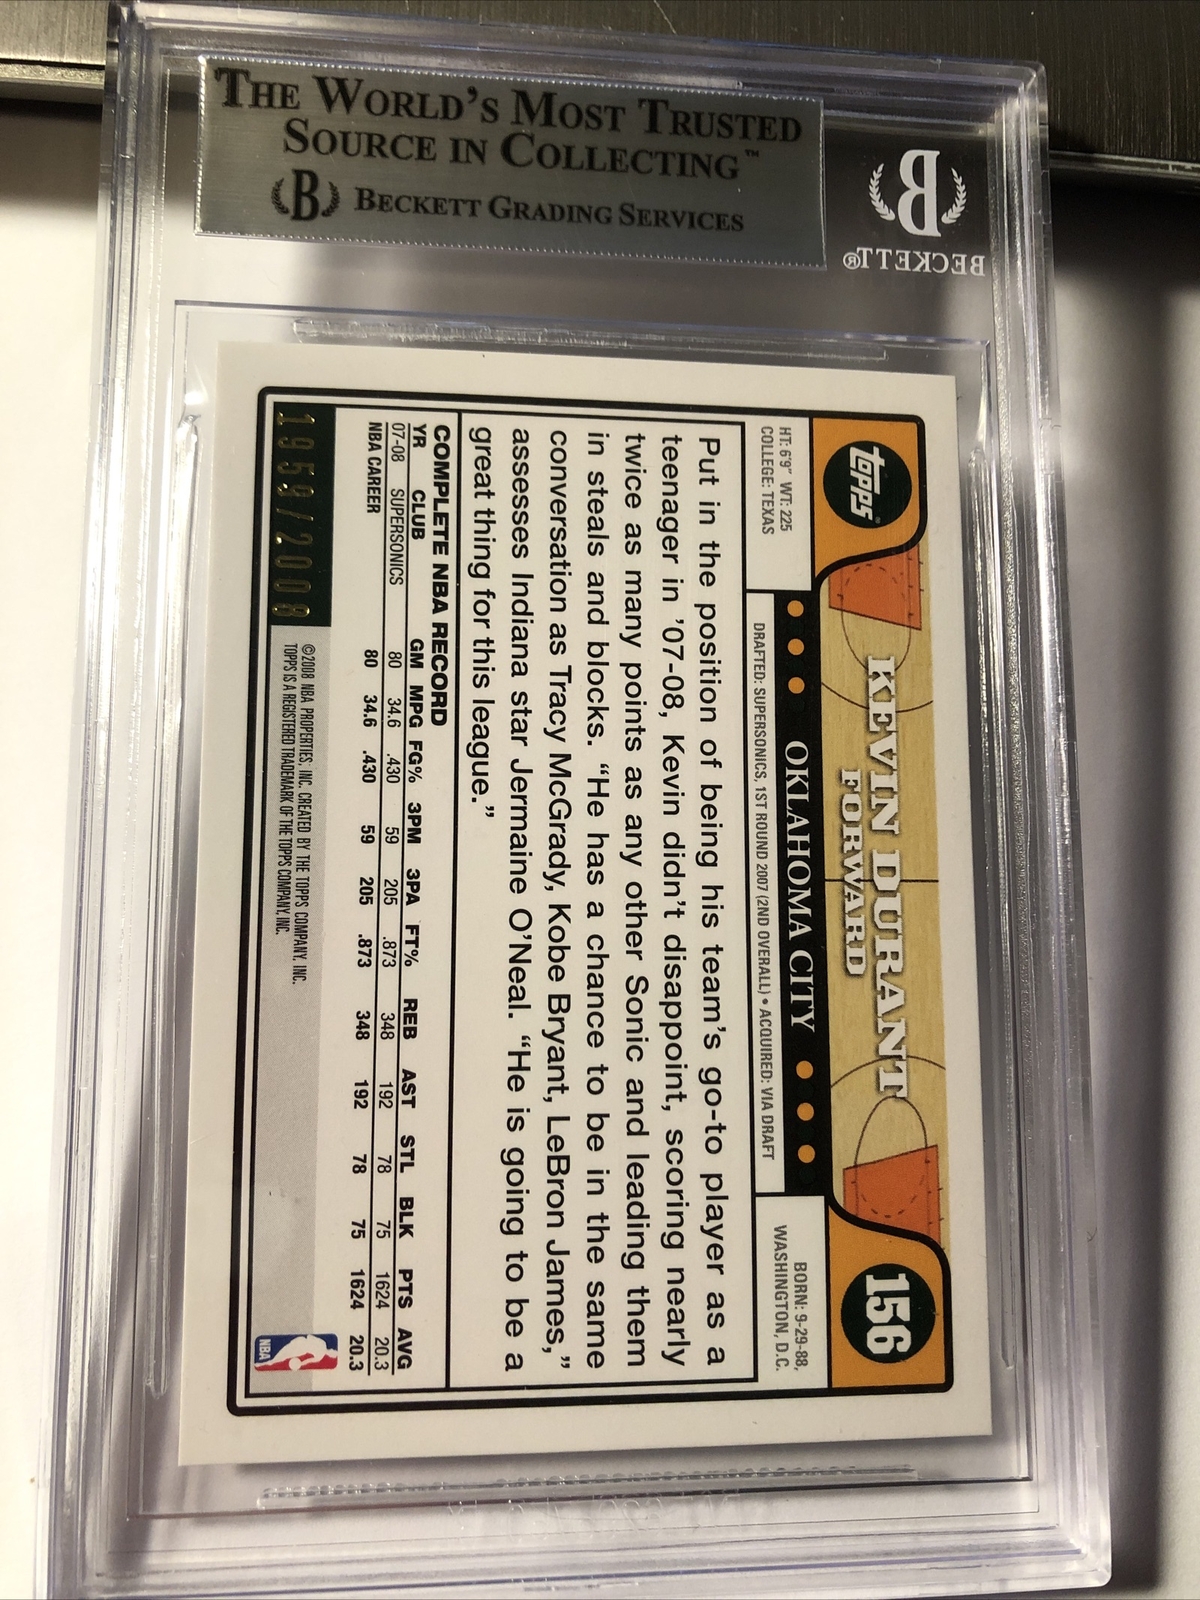 THE WORLD'S MOST TRUSTED
SOURCE IN COLLECTING™
B BECKETT GRADING SERVICES
B
BECKETT®
topps
KEVIN DURANT
FORWARD
156
HT: 6'9" WT: 225
COLLEGE: TEXAS
OKLAHOMA CITY
DRAFTED: SUPERSONICS, 1ST ROUND 2007 (2ND OVERALL) • ACQUIRED: VIA DRAFT
BORN: 9-29-88,
WASHINGTON, D.C.
Put in the position of being his team's go-to player as a
teenager in '07-08, Kevin didn't disappoint, scoring nearly
twice as many points as any other Sonic and leading them
in steals and blocks. “He has a chance to be in the same
conversation as Tracy McGrady, Kobe Bryant, LeBron James,”
assesses Indiana star Jermaine O'Neal. “He is going to be a
great thing for this league.”
COMPLETE NBA RECORD
YR CLUB GM MPG FG% 3PM 3PA FT% REB AST STL BLK PTS AVG
07-08 SUPERSONICS 80 34.6 .430 59 205 .873 348 192 78 75 1624 20.3
NBA CAREER 80 34.6 .430 59 205 .873 348 192 78 75 1624 20.3
1959/2008
©2008 NBA PROPERTIES, INC. CREATED BY THE TOPPS COMPANY, INC.
TOPPS IS A REGISTERED TRADEMARK OF THE TOPPS COMPANY, INC.
NBA